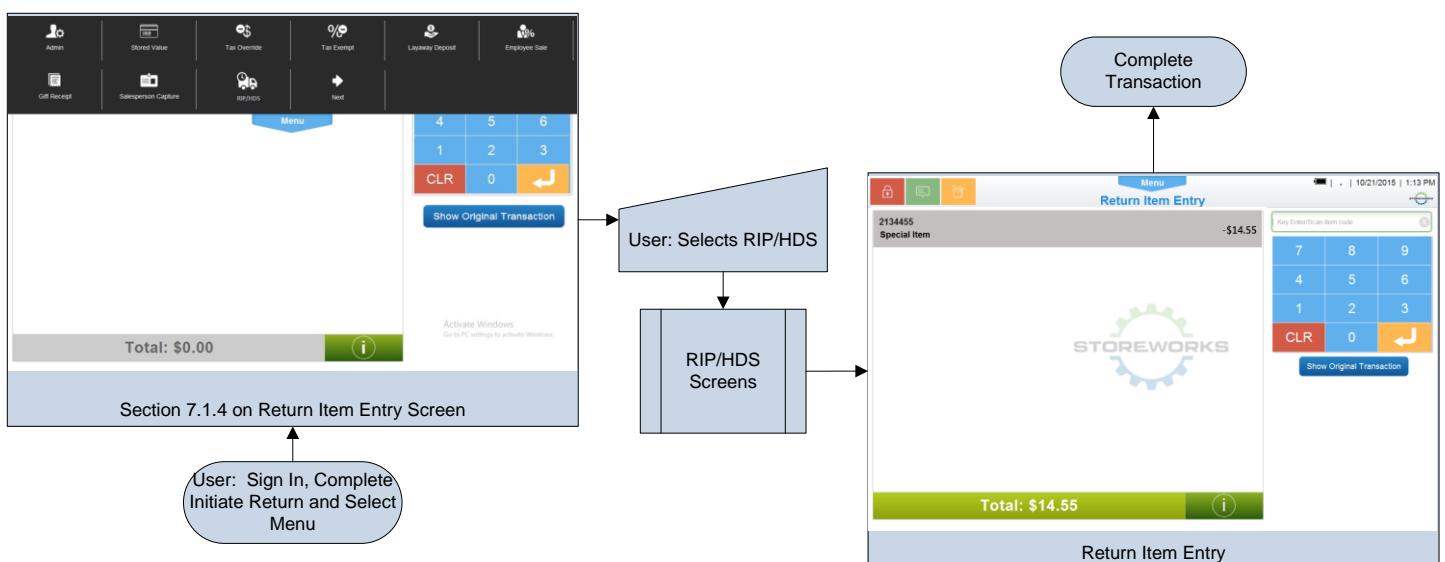 Admin
Stored Value
Tax Override
Tax Exempt
Layaway Deposit
Employee Sale
Gift Receipt
Salesperson Capture
RIP/HDS
Next
Menu
4 5 6
1 2 3
CLR 0
Show Original Transaction
Activate Windows
Go to PC settings to activate Windows.
Total: $0.00
i
Section 7.1.4 on Return Item Entry Screen
User: Sign In, Complete
Initiate Return and Select
Menu
User: Selects RIP/HDS
RIP/HDS
Screens
Complete
Transaction
Menu
Return Item Entry
| . | 10/21/2015 | 1:13 PM
STOREWORKS
2134455
Special Item
-$14.55
Key Enter/Scan item code
7 8 9
4 5 6
1 2 3
CLR 0
Show Original Transaction
STOREWORKS
Total: $14.55
i
Return Item Entry